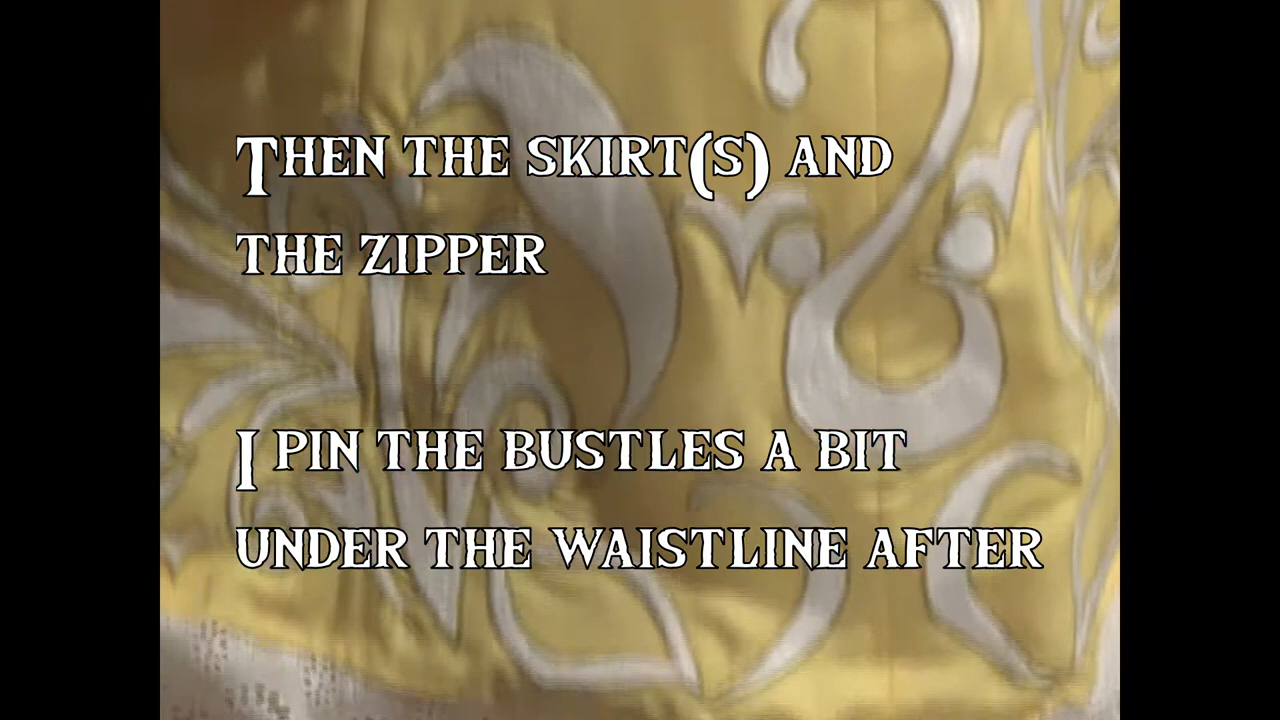 Then the skirt(s) and
the zipper
I pin the bustles a bit
under the waistline after